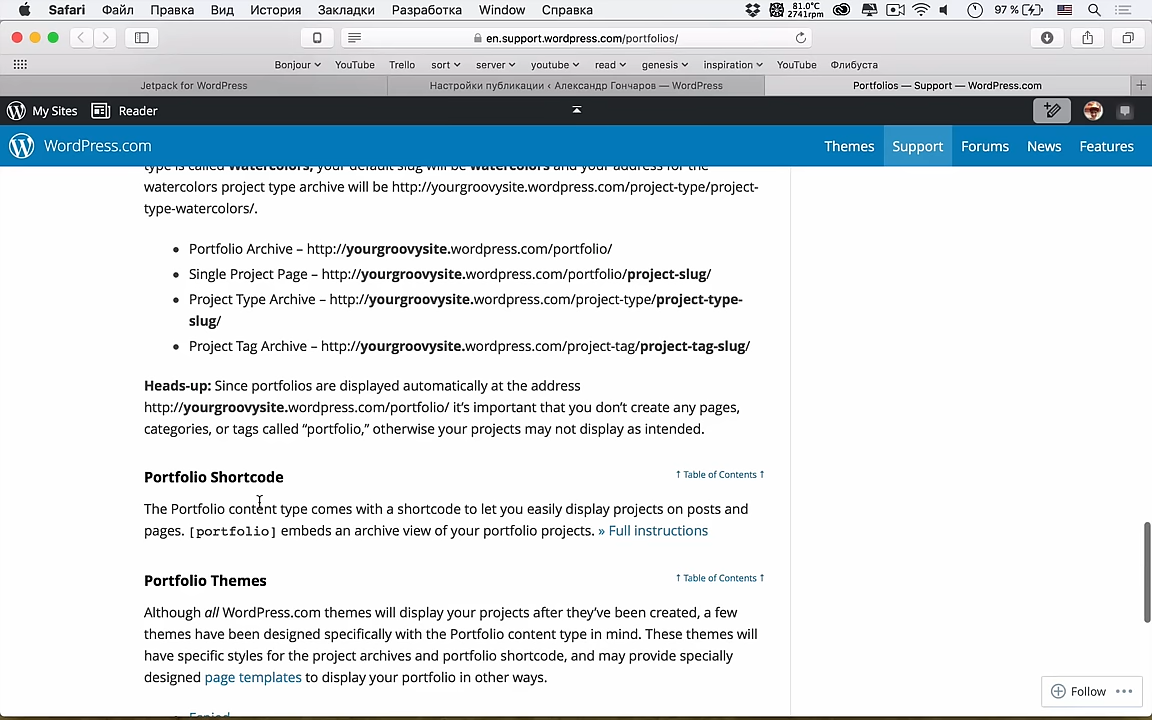 Safari Файл Правка Вид История Закладки Разработка Window Справка 81.0°C 2741rpm 97 %
en.support.wordpress.com/portfolios/
Bonjour YouTube Trello sort server youtube read genesis inspiration YouTube Флибуста
Jetpack for WordPress Настройки публикации ‹ Александр Гончаров — WordPress Portfolios — Support — WordPress.com
My Sites Reader
WordPress.com Themes Support Forums News Features
type is called Watercolors, your default slug will be watercolors and your address for the
watercolors project type archive will be http://yourgroovysite.wordpress.com/project-type/project-
type-watercolors/.
• Portfolio Archive – http://yourgroovysite.wordpress.com/portfolio/
• Single Project Page – http://yourgroovysite.wordpress.com/portfolio/project-slug/
• Project Type Archive – http://yourgroovysite.wordpress.com/project-type/project-type-
slug/
• Project Tag Archive – http://yourgroovysite.wordpress.com/project-tag/project-tag-slug/
Heads-up: Since portfolios are displayed automatically at the address
http://yourgroovysite.wordpress.com/portfolio/ it’s important that you don’t create any pages,
categories, or tags called “portfolio,” otherwise your projects may not display as intended.
Portfolio Shortcode ↑ Table of Contents ↑
The Portfolio content type comes with a shortcode to let you easily display projects on posts and
pages. [portfolio] embeds an archive view of your portfolio projects. » Full instructions
Portfolio Themes ↑ Table of Contents ↑
Although all WordPress.com themes will display your projects after they’ve been created, a few
themes have been designed specifically with the Portfolio content type in mind. These themes will
have specific styles for the project archives and portfolio shortcode, and may provide specially
designed page templates to display your portfolio in other ways.
• Espied
Follow